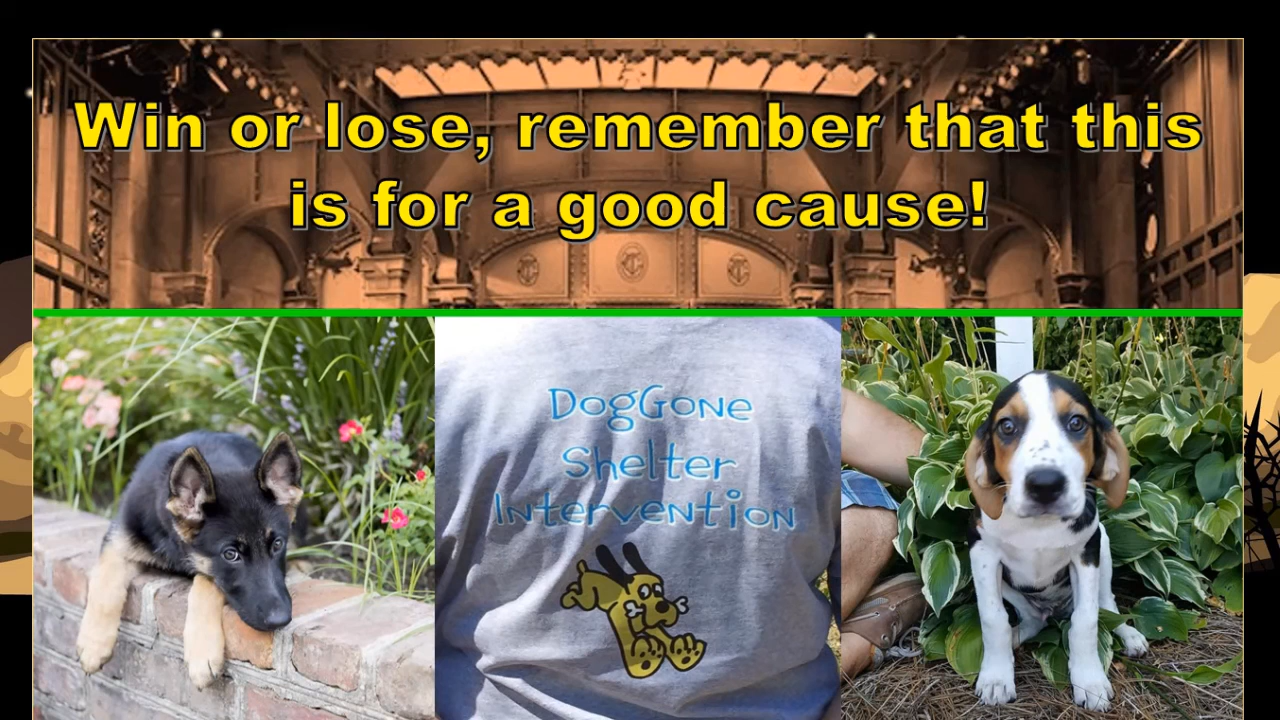 Win or lose, remember that this
is for a good cause!
DogGone
Shelter
Intervention